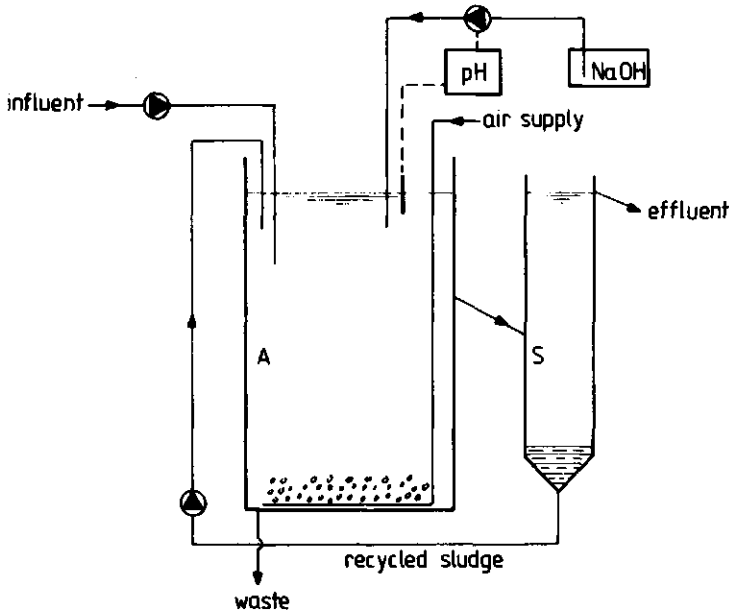 pH
NaOH
influent
air supply
effluent
A
S
recycled sludge
waste